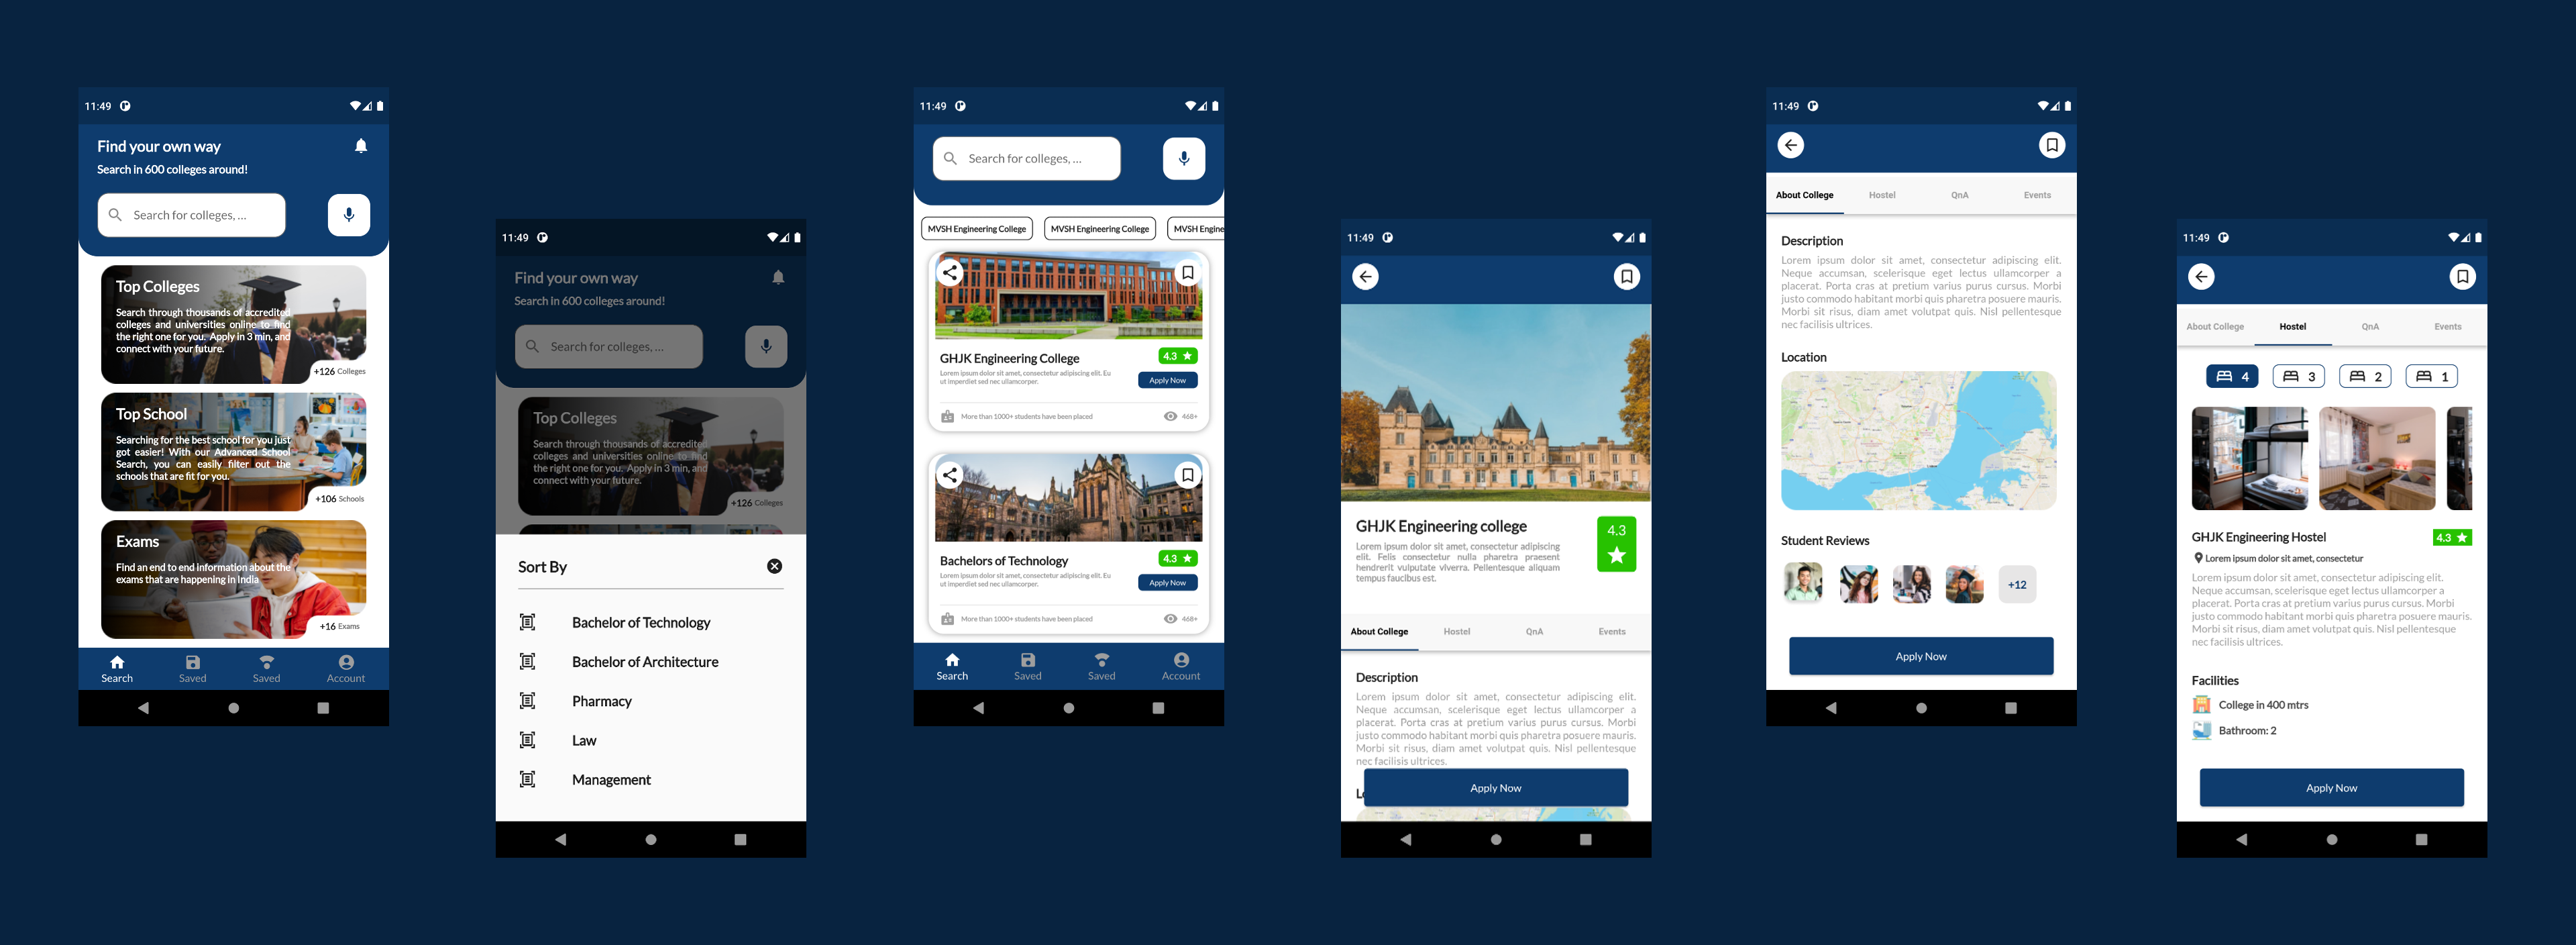 11:49
Find your own way
Search in 600 colleges around!
Search for colleges, ...
Top Colleges
Search through thousands of accredited
colleges and universities online to find
the right one for you. Apply in 3 min, and
connect with your future.
+126 Colleges
Top School
Searching for the best school for you just
got easier! With our Advanced School
Search, you can easily filter out the
schools that are fit for you.
+106 Schools
Exams
Find an end to end information about the
exams that are happening in India
+16 Exams
Search Saved Saved Account
11:49
Find your own way
Search in 600 colleges around!
Search for colleges, ...
Top Colleges
Search through thousands of accredited
colleges and universities online to find
the right one for you. Apply in 3 min, and
connect with your future.
+126 Colleges
Sort By
Bachelor of Technology
Bachelor of Architecture
Pharmacy
Law
Management
11:49
Search for colleges, ...
MVSH Engineering College MVSH Engineering College MVSH Engine
GHJK Engineering College 4.3
Lorem ipsum dolor sit amet, consectetur adipiscing elit. Eu
ut imperdiet sed nec ullamcorper.
Apply Now
More than 1000+ students have been placed 468+
Bachelors of Technology 4.3
Lorem ipsum dolor sit amet, consectetur adipiscing elit. Eu
ut imperdiet sed nec ullamcorper.
Apply Now
More than 1000+ students have been placed 468+
Search Saved Saved Account
11:49
GHJK Engineering college
4.3
Lorem ipsum dolor sit amet, consectetur adipiscing
elit. Felis consectetur nulla pharetra praesent
hendrerit vulputate viverra. Pellentesque aliquam
tempus faucibus est.
About College Hostel QnA Events
Description
Lorem ipsum dolor sit amet, consectetur adipiscing elit.
Neque accumsan, scelerisque eget lectus ullamcorper a
placerat. Porta cras at pretium varius purus cursus. Morbi
justo commodo habitant morbi quis pharetra posuere mauris.
Morbi sit risus, diam amet volutpat quis. Nisl pellentesque
nec facilisis ultrices.
Lo
Apply Now
11:49
About College Hostel QnA Events
Description
Lorem ipsum dolor sit amet, consectetur adipiscing elit.
Neque accumsan, scelerisque eget lectus ullamcorper a
placerat. Porta cras at pretium varius purus cursus. Morbi
justo commodo habitant morbi quis pharetra posuere mauris.
Morbi sit risus, diam amet volutpat quis. Nisl pellentesque
nec facilisis ultrices.
Location
Student Reviews
+12
Apply Now
11:49
About College Hostel QnA Events
4 3 2 1
GHJK Engineering Hostel 4.3
Lorem ipsum dolor sit amet, consectetur
Lorem ipsum dolor sit amet, consectetur adipiscing elit.
Neque accumsan, scelerisque eget lectus ullamcorper a
placerat. Porta cras at pretium varius purus cursus. Morbi
justo commodo habitant morbi quis pharetra posuere mauris.
Morbi sit risus, diam amet volutpat quis. Nisl pellentesque
nec facilisis ultrices.
Facilities
College in 400 mtrs
Bathroom: 2
Apply Now